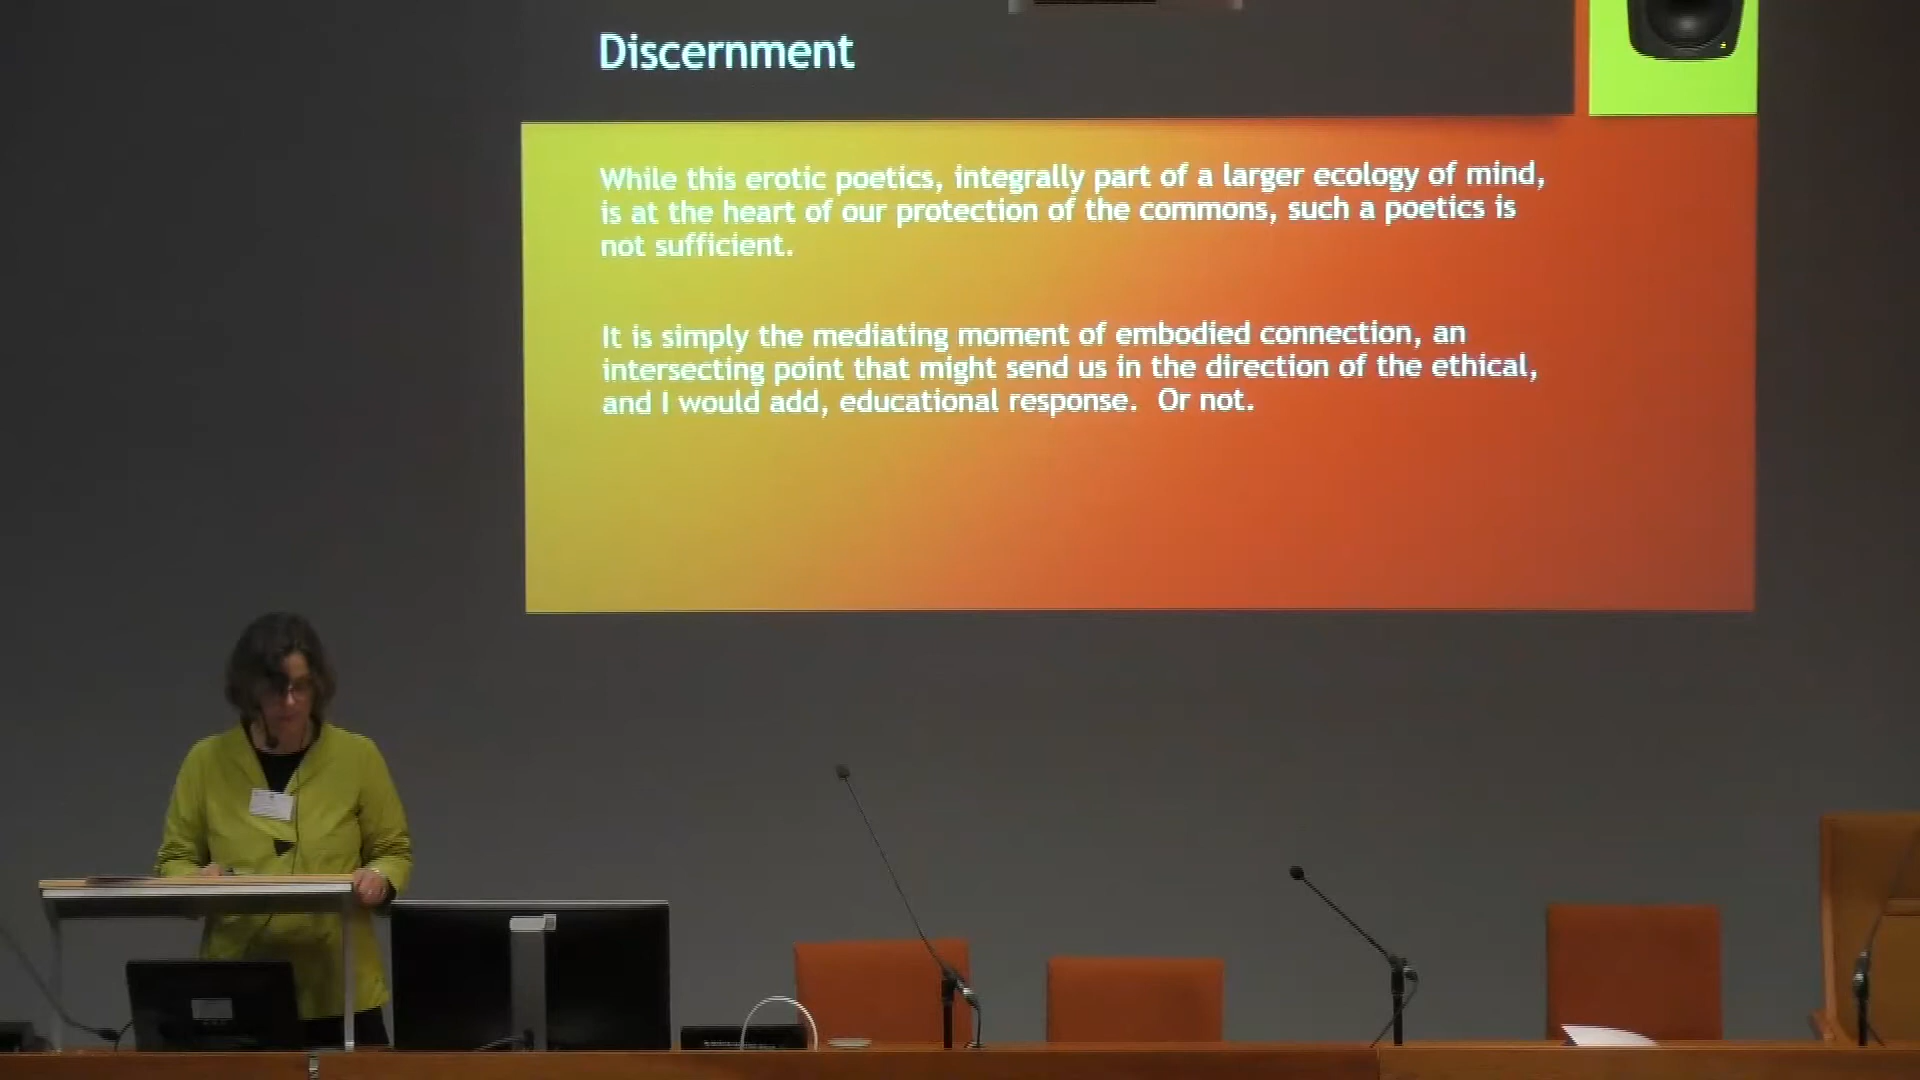 Discernment
While this erotic poetics, integrally part of a larger ecology of mind,
is at the heart of our protection of the commons, such a poetics is
not sufficient.
It is simply the mediating moment of embodied connection, an
intersecting point that might send us in the direction of the ethical,
and I would add, educational response.  Or not.